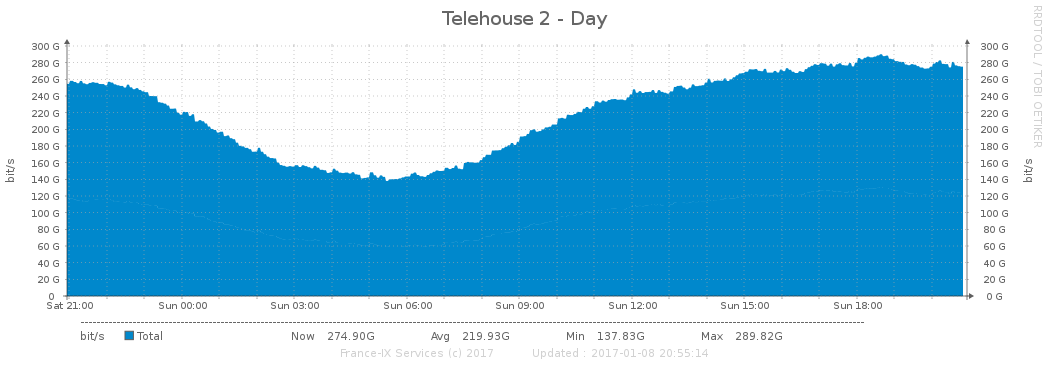 Telehouse 2 - Day
RRDTOOL / TOBI OETIKER
bit/s
300 G 300 G
280 G 280 G
260 G 260 G
240 G 240 G
220 G 220 G
200 G 200 G
180 G 180 G
160 G 160 G
140 G 140 G
120 G 120 G
100 G 100 G
80 G 80 G
60 G 60 G
40 G 40 G
20 G 20 G
0 0 G
bit/s
Sat 21:00 Sun 00:00 Sun 03:00 Sun 06:00 Sun 09:00 Sun 12:00 Sun 15:00 Sun 18:00
bit/s Total Now 274.90G Avg 219.93G Min 137.83G Max 289.82G
France-IX Services (c) 2017 Updated : 2017-01-08 20:55:14